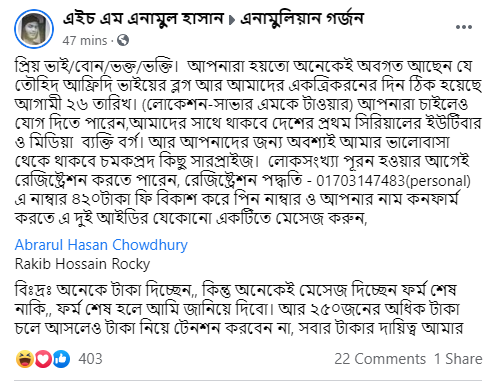 এইচ এম এনামুল হাসান ▶ এনামুলিয়ান গর্জন
47 mins ·
প্রিয় ভাই/বোন/ভক্ত/ভক্তি। আপনারা হয়তো অনেকেই অবগত আছেন যে
তৌহিদ আফ্রিদি ভাইয়ের ব্লগ আর আমাদের একত্রিকরনের দিন ঠিক হয়েছে
আগামী ২৬ তারিখ। (লোকেশন-সাভার এমকে টাওয়ার) আপনারা চাইলেও
যোগ দিতে পারেন,আমাদের সাথে থাকবে দেশের প্রথম সিরিয়ালের ইউটিবার
ও মিডিয়া ব্যক্তি বর্গ। আর আপনাদের জন্য অবশ্যই আমার ভালোবাসা
থেকে থাকবে চমকপ্রদ কিছু সারপ্রাইজ। লোকসংখ্যা পূরন হওয়ার আগেই
রেজিষ্ট্রেশন করতে পারেন, রেজিষ্ট্রেশন পদ্ধতি - 01703147483(personal)
এ নাম্বার ৪২০টাকা ফি বিকাশ করে পিন নাম্বার ও আপনার নাম কনফার্ম
করতে এ দুই আইডির যেকোনো একটিতে মেসেজ করুন,
Abrarul Hasan Chowdhury
Rakib Hossain Rocky
বিঃদ্রঃ অনেকে টাকা দিচ্ছেন,, কিন্তু অনেকেই মেসেজ দিচ্ছেন ফর্ম শেষ
নাকি,, ফর্ম শেষ হলে আমি জানিয়ে দিবো। আর ২৫০জনের অধিক টাকা
চলে আসলেও টাকা নিয়ে টেনশন করবেন না, সবার টাকার দায়িত্ব আমার
403
22 Comments 1 Share